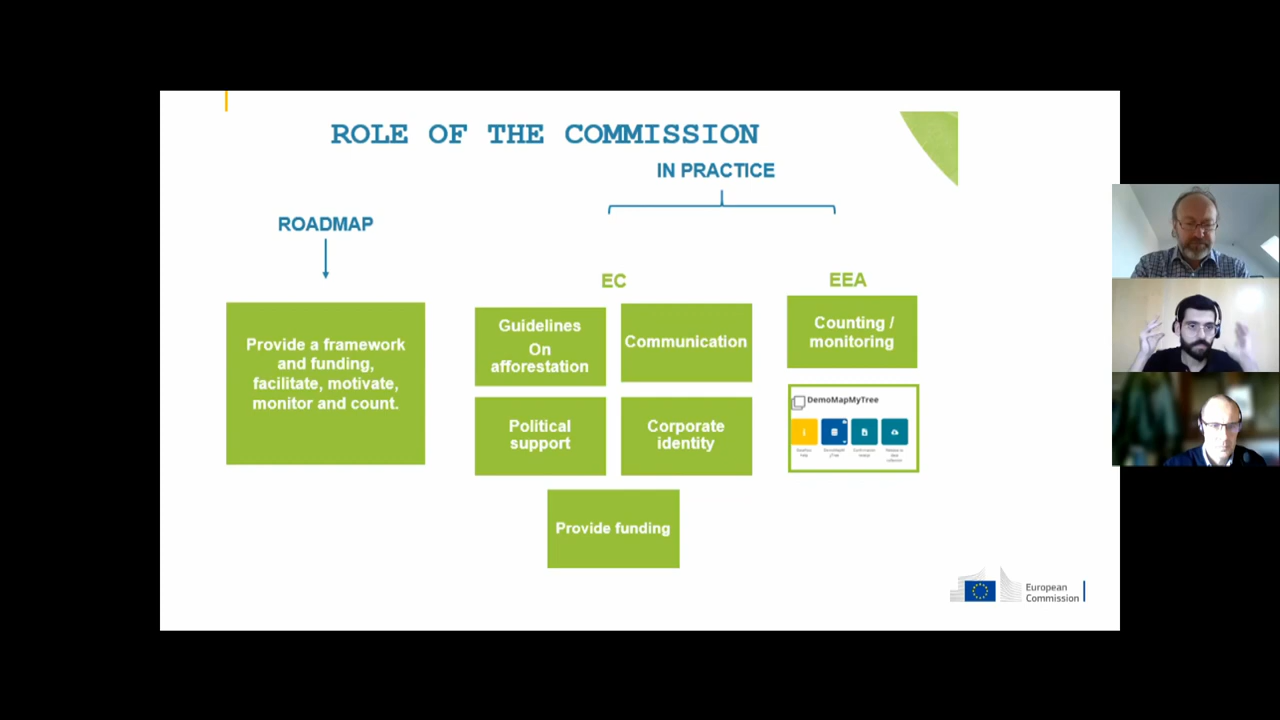 ROLE OF THE COMMISSION
IN PRACTICE
ROADMAP
EC
EEA
Provide a framework
and funding,
facilitate, motivate,
monitor and count.
Guidelines
On
afforestation
Communication
Counting /
monitoring
Political
support
Corporate
identity
DemoMapMyTree
Provide funding
European
Commission